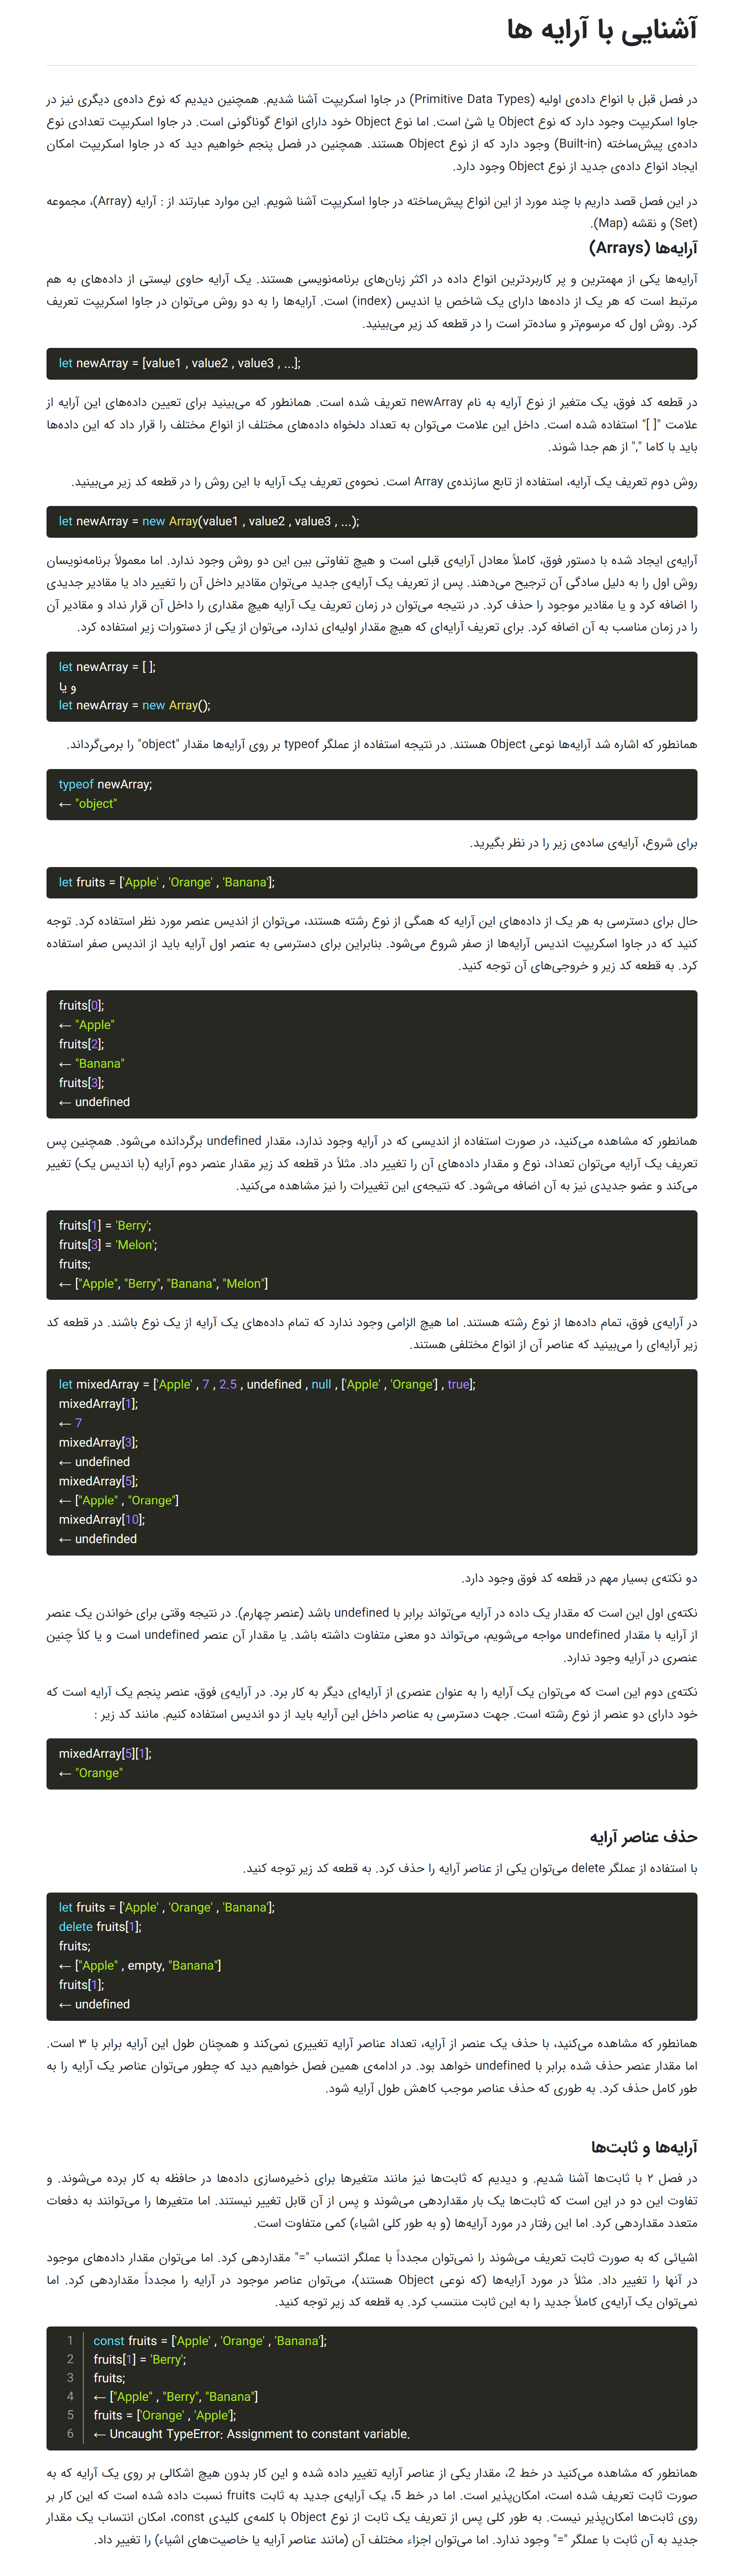 آشنایی با آرایه ها
در فصل قبل با انواع داده‌ی اولیه (Primitive Data Types) در جاوا اسکریپت آشنا شدیم. همچنین دیدیم که نوع داده‌ی دیگری نیز در
جاوا اسکریپت وجود دارد که نوع Object یا شئ است. اما نوع Object خود دارای انواع گوناگونی است. در جاوا اسکریپت تعدادی نوع
داده‌ی پیش‌ساخته (Built-in) وجود دارد که از نوع Object هستند. همچنین در فصل پنجم خواهیم دید که در جاوا اسکریپت امکان
ایجاد انواع داده‌ی جدید از نوع Object وجود دارد.
در این فصل قصد داریم با چند مورد از این انواع پیش‌ساخته در جاوا اسکریپت آشنا شویم. این موارد عبارتند از : آرایه (Array)، مجموعه
(Set) و نقشه (Map).
آرایه‌ها (Arrays)
آرایه‌ها یکی از مهمترین و پر کاربردترین انواع داده در اکثر زبان‌های برنامه‌نویسی هستند. یک آرایه حاوی لیستی از داده‌های به هم
مرتبط است که هر یک از داده‌ها دارای یک شاخص یا اندیس (index) است. آرایه‌ها را به دو روش می‌توان در جاوا اسکریپت تعریف
کرد. روش اول که مرسوم‌تر و ساده‌تر است را در قطعه کد زیر می‌بینید.
let newArray = [value1 , value2 , value3 , ...];
در قطعه کد فوق، یک متغیر از نوع آرایه به نام newArray تعریف شده است. همانطور که می‌بینید برای تعیین داده‌های این آرایه از
علامت "[ ]" استفاده شده است. داخل این علامت می‌توان به تعداد دلخواه داده‌های مختلف از انواع مختلف را قرار داد که این داده‌ها
باید با کاما "," از هم جدا شوند.
روش دوم تعریف یک آرایه، استفاده از تابع سازنده‌ی Array است. نحوه‌ی تعریف یک آرایه با این روش را در قطعه کد زیر می‌بینید.
let newArray = new Array(value1 , value2 , value3 , ...);
آرایه‌ی ایجاد شده با دستور فوق، کاملاً معادل آرایه‌ی قبلی است و هیچ تفاوتی بین این دو روش وجود ندارد. اما معمولاً برنامه‌نویسان
روش اول را به دلیل سادگی آن ترجیح می‌دهند. پس از تعریف یک آرایه‌ی جدید می‌توان مقادیر داخل آن را تغییر داد یا مقادیر جدیدی
را اضافه کرد و یا مقادیر موجود را حذف کرد. در نتیجه می‌توان در زمان تعریف یک آرایه هیچ مقداری را داخل آن قرار نداد و مقادیر آن
را در زمان مناسب به آن اضافه کرد. برای تعریف آرایه‌ای که هیچ مقدار اولیه‌ای ندارد، می‌توان از یکی از دستورات زیر استفاده کرد.
let newArray = [ ];
و یا
let newArray = new Array();
همانطور که اشاره شد آرایه‌ها نوعی Object هستند. در نتیجه استفاده از عملگر typeof بر روی آرایه‌ها مقدار "object" را برمی‌گرداند.
typeof newArray;
← "object"
برای شروع، آرایه‌ی ساده‌ی زیر را در نظر بگیرید.
let fruits = ['Apple' , 'Orange' , 'Banana'];
حال برای دسترسی به هر یک از داده‌های این آرایه که همگی از نوع رشته هستند، می‌توان از اندیس عنصر مورد نظر استفاده کرد. توجه
کنید که در جاوا اسکریپت اندیس آرایه‌ها از صفر شروع می‌شود. بنابراین برای دسترسی به عنصر اول آرایه باید از اندیس صفر استفاده
کرد. به قطعه کد زیر و خروجی‌های آن توجه کنید.
fruits[0];
← "Apple"
fruits[2];
← "Banana"
fruits[3];
← undefined
همانطور که مشاهده می‌کنید، در صورت استفاده از اندیسی که در آرایه وجود ندارد، مقدار undefined برگردانده می‌شود. همچنین پس
تعریف یک آرایه می‌توان تعداد، نوع و مقدار داده‌های آن را تغییر داد. مثلاً در قطعه کد زیر مقدار عنصر دوم آرایه (با اندیس یک) تغییر
می‌کند و عضو جدیدی نیز به آن اضافه می‌شود. که نتیجه‌ی این تغییرات را نیز مشاهده می‌کنید.
fruits[1] = 'Berry';
fruits[3] = 'Melon';
fruits;
← ["Apple", "Berry", "Banana", "Melon"]
در آرایه‌ی فوق، تمام داده‌ها از نوع رشته هستند. اما هیچ الزامی وجود ندارد که تمام داده‌های یک آرایه از یک نوع باشند. در قطعه کد
زیر آرایه‌ای را می‌بینید که عناصر آن از انواع مختلفی هستند.
let mixedArray = ['Apple' , 7 , 2.5 , undefined , null , ['Apple' , 'Orange'] , true];
mixedArray[1];
← 7
mixedArray[3];
← undefined
mixedArray[5];
← ["Apple" , "Orange"]
mixedArray[10];
← undefinded
دو نکته‌ی بسیار مهم در قطعه کد فوق وجود دارد.
نکته‌ی اول این است که مقدار یک داده در آرایه می‌تواند برابر با undefined باشد (عنصر چهارم). در نتیجه وقتی برای خواندن یک عنصر
از آرایه با مقدار undefined مواجه می‌شویم، می‌تواند دو معنی متفاوت داشته باشد. یا مقدار آن عنصر undefined است و یا کلاً چنین
عنصری در آرایه وجود ندارد.
نکته‌ی دوم این است که می‌توان یک آرایه را به عنوان عنصری از آرایه‌ای دیگر به کار برد. در آرایه‌ی فوق، عنصر پنجم یک آرایه است که
خود دارای دو عنصر از نوع رشته است. جهت دسترسی به عناصر داخل این آرایه باید از دو اندیس استفاده کنیم. مانند کد زیر :
mixedArray[5][1];
← "Orange"
حذف عناصر آرایه
با استفاده از عملگر delete می‌توان یکی از عناصر آرایه را حذف کرد. به قطعه کد زیر توجه کنید.
let fruits = ['Apple' , 'Orange' , 'Banana'];
delete fruits[1];
fruits;
← ["Apple" , empty, "Banana"]
fruits[1];
← undefined
همانطور که مشاهده می‌کنید، با حذف یک عنصر از آرایه، تعداد عناصر آرایه تغییری نمی‌کند و همچنان طول این آرایه برابر با ۳ است.
اما مقدار عنصر حذف شده برابر با undefined خواهد بود. در ادامه‌ی همین فصل خواهیم دید که چطور می‌توان عناصر یک آرایه را به
طور کامل حذف کرد. به طوری که حذف عناصر موجب کاهش طول آرایه شود.
آرایه‌ها و ثابت‌ها
در فصل ۲ با ثابت‌ها آشنا شدیم. و دیدیم که ثابت‌ها نیز مانند متغیرها برای ذخیره‌سازی داده‌ها در حافظه به کار برده می‌شوند. و
تفاوت این دو در این است که ثابت‌ها یک بار مقداردهی می‌شوند و پس از آن قابل تغییر نیستند. اما متغیرها را می‌توانند به دفعات
متعدد مقداردهی کرد. اما این رفتار در مورد آرایه‌ها (و به طور کلی اشیاء) کمی متفاوت است.
اشیائی که به صورت ثابت تعریف می‌شوند را نمی‌توان مجدداً با عملگر انتساب "=" مقداردهی کرد. اما می‌توان مقدار داده‌های موجود
در آنها را تغییر داد. مثلاً در مورد آرایه‌ها (که نوعی Object هستند)، می‌توان عناصر موجود در آرایه را مجدداً مقداردهی کرد. اما
نمی‌توان یک آرایه‌ی کاملاً جدید را به این ثابت منتسب کرد. به قطعه کد زیر توجه کنید.
1 const fruits = ['Apple' , 'Orange' , 'Banana'];
2 fruits[1] = 'Berry';
3 fruits;
4 ← ["Apple" , "Berry", "Banana"]
5 fruits = ['Orange' , 'Apple'];
6 ← Uncaught TypeError: Assignment to constant variable.
همانطور که مشاهده می‌کنید در خط 2، مقدار یکی از عناصر آرایه تغییر داده شده و این کار بدون هیچ اشکالی بر روی یک آرایه که به
صورت ثابت تعریف شده است، امکان‌پذیر است. اما در خط 5، یک آرایه‌ی جدید به ثابت fruits نسبت داده شده است که این کار بر
روی ثابت‌ها امکان‌پذیر نیست. به طور کلی پس از تعریف یک ثابت از نوع Object با کلمه‌ی کلیدی const، امکان انتساب یک مقدار
جدید به آن ثابت با عملگر "=" وجود ندارد. اما می‌توان اجزاء مختلف آن (مانند عناصر آرایه یا خاصیت‌های اشیاء) را تغییر داد.